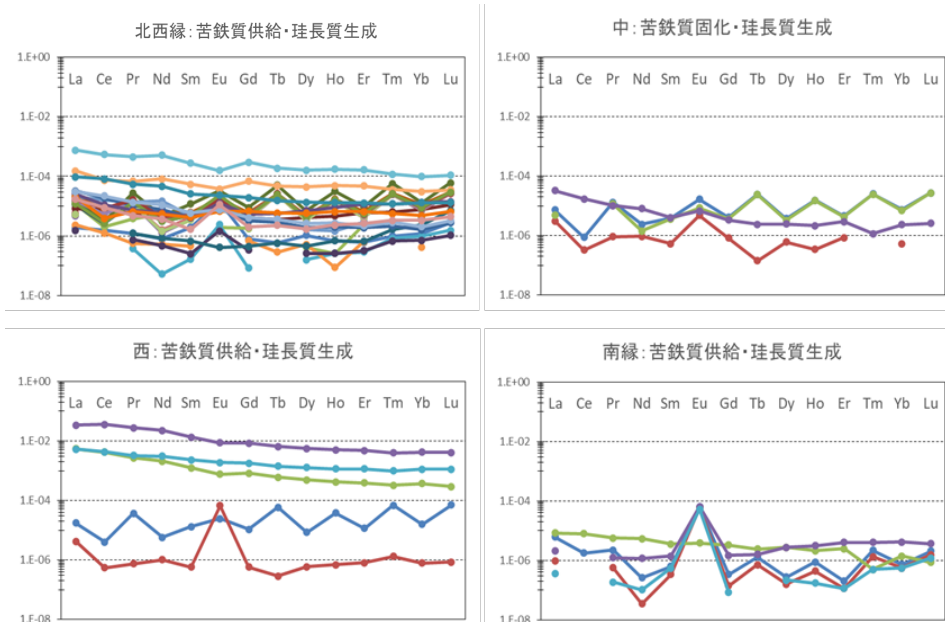 北西縁：苦鉄質供給・珪長質生成
1.E+00
La Ce Pr Nd Sm Eu Gd Tb Dy Ho Er Tm Yb Lu
1.E-02
1.E-04
1.E-06
1.E-08
中：苦鉄質固化・珪長質生成
1.E+00
La Ce Pr Nd Sm Eu Gd Tb Dy Ho Er Tm Yb Lu
1.E-02
1.E-04
1.E-06
1.E-08
西：苦鉄質供給・珪長質生成
1.E+00
La Ce Pr Nd Sm Eu Gd Tb Dy Ho Er Tm Yb Lu
1.E-02
1.E-04
1.E-06
1.E-08
南縁：苦鉄質供給・珪長質生成
1.E+00
La Ce Pr Nd Sm Eu Gd Tb Dy Ho Er Tm Yb Lu
1.E-02
1.E-04
1.E-06
1.E-08